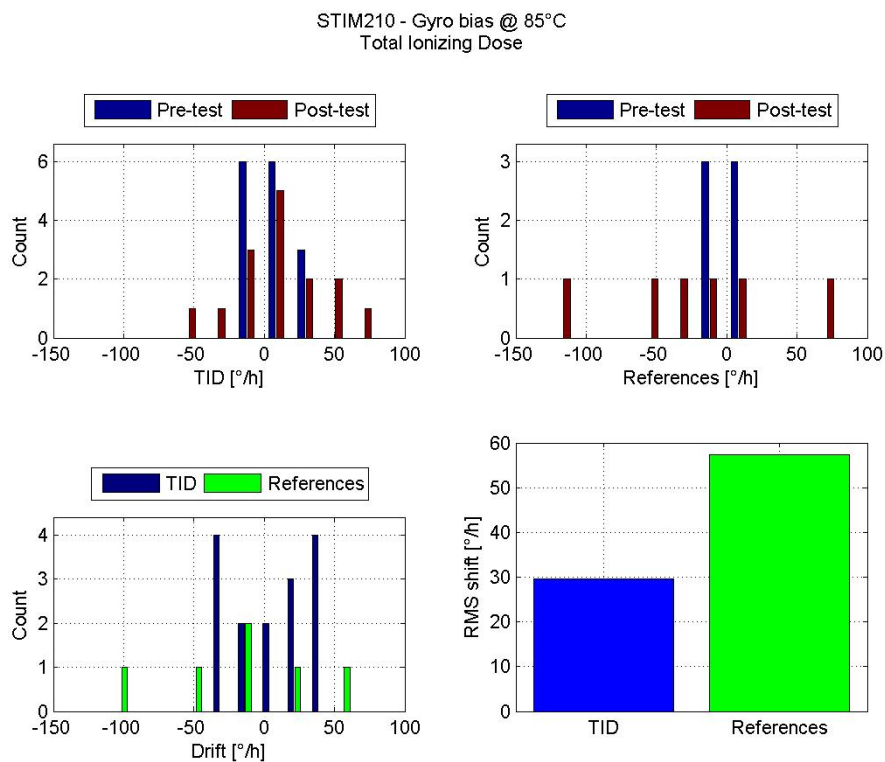 STIM210 - Gyro bias @ 85°C
Total Ionizing Dose
Pre-test Post-test
6
4
2
0
Count
-150 -100 -50 0 50 100
TID [°/h]
Pre-test Post-test
3
2
1
0
Count
-150 -100 -50 0 50 100
References [°/h]
TID References
4
3
2
1
0
Count
-150 -100 -50 0 50 100
Drift [°/h]
60
50
40
30
20
10
0
RMS shift [°/h]
TID References